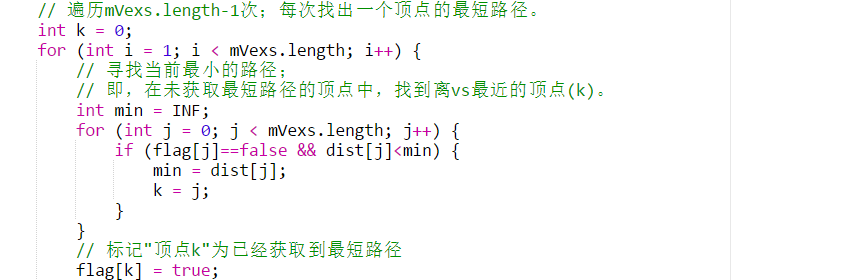 // 遍历mVexs.length-1次；每次找出一个顶点的最短路径。
int k = 0;
for (int i = 1; i < mVexs.length; i++) {
// 寻找当前最小的路径；
// 即，在未获取最短路径的顶点中，找到离vs最近的顶点(k)。
int min = INF;
for (int j = 0; j < mVexs.length; j++) {
if (flag[j]==false && dist[j]<min) {
min = dist[j];
k = j;
}
}
// 标记"顶点k"为已经获取到最短路径
flag[k] = true;